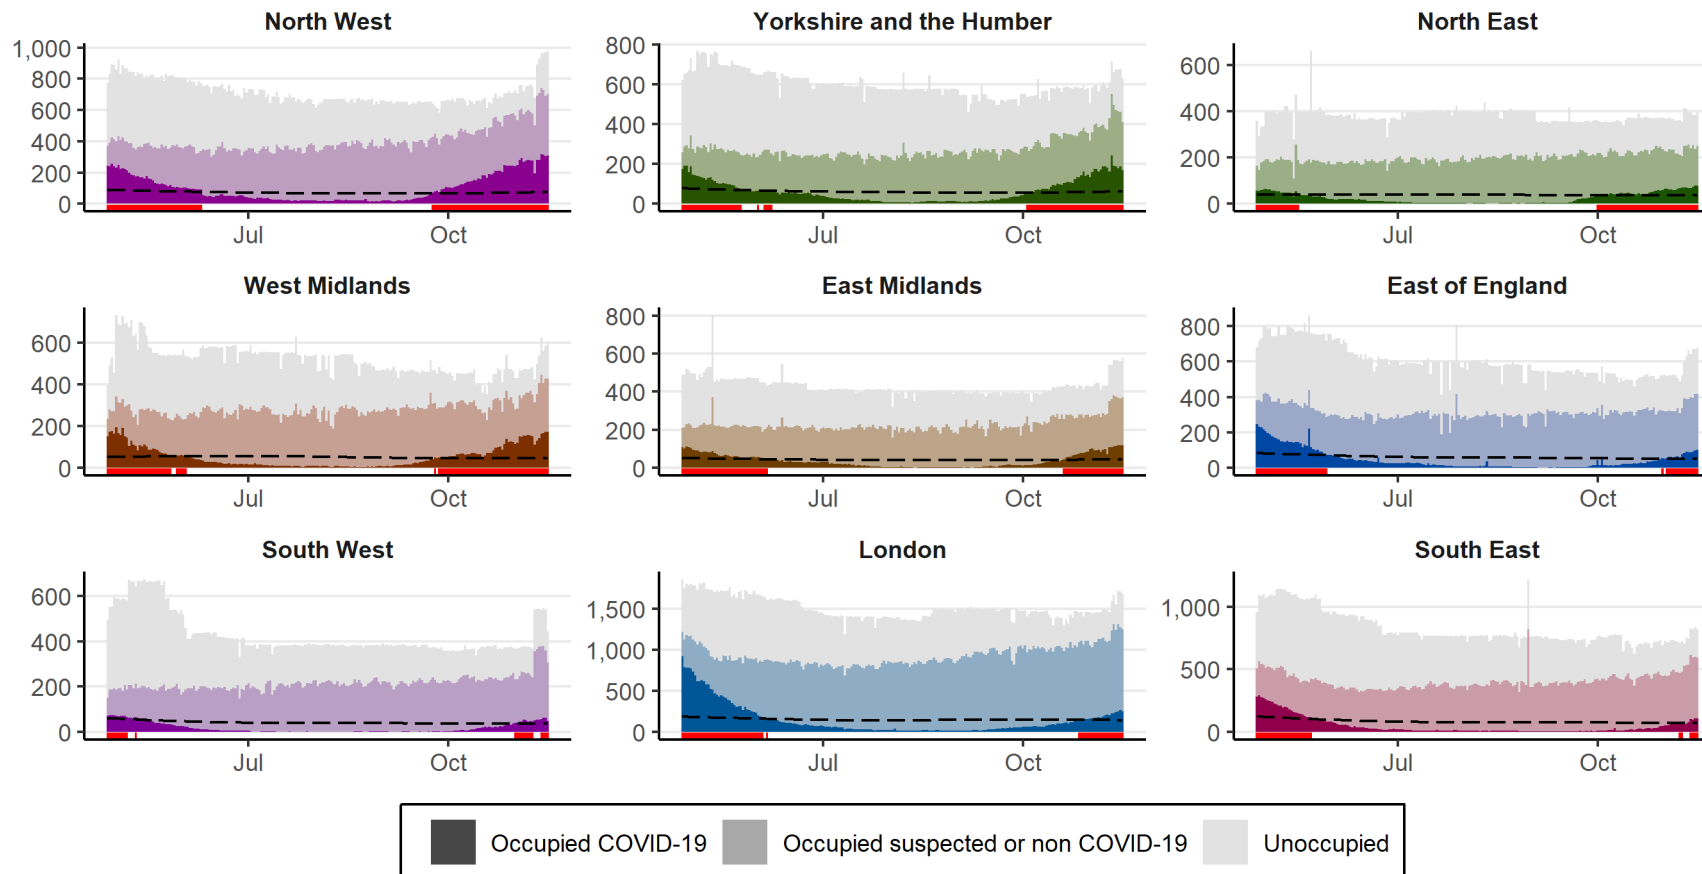 North West
1,000
800
600
400
200
0
Jul Oct
Yorkshire and the Humber
800
600
400
200
0
Jul Oct
North East
600
400
200
0
Jul Oct
West Midlands
600
400
200
0
Jul Oct
East Midlands
800
600
400
200
0
Jul Oct
East of England
800
600
400
200
0
Jul Oct
South West
600
400
200
0
Jul Oct
London
1,500
1,000
500
0
Jul Oct
South East
1,000
500
0
Jul Oct
Occupied COVID-19 Occupied suspected or non COVID-19 Unoccupied